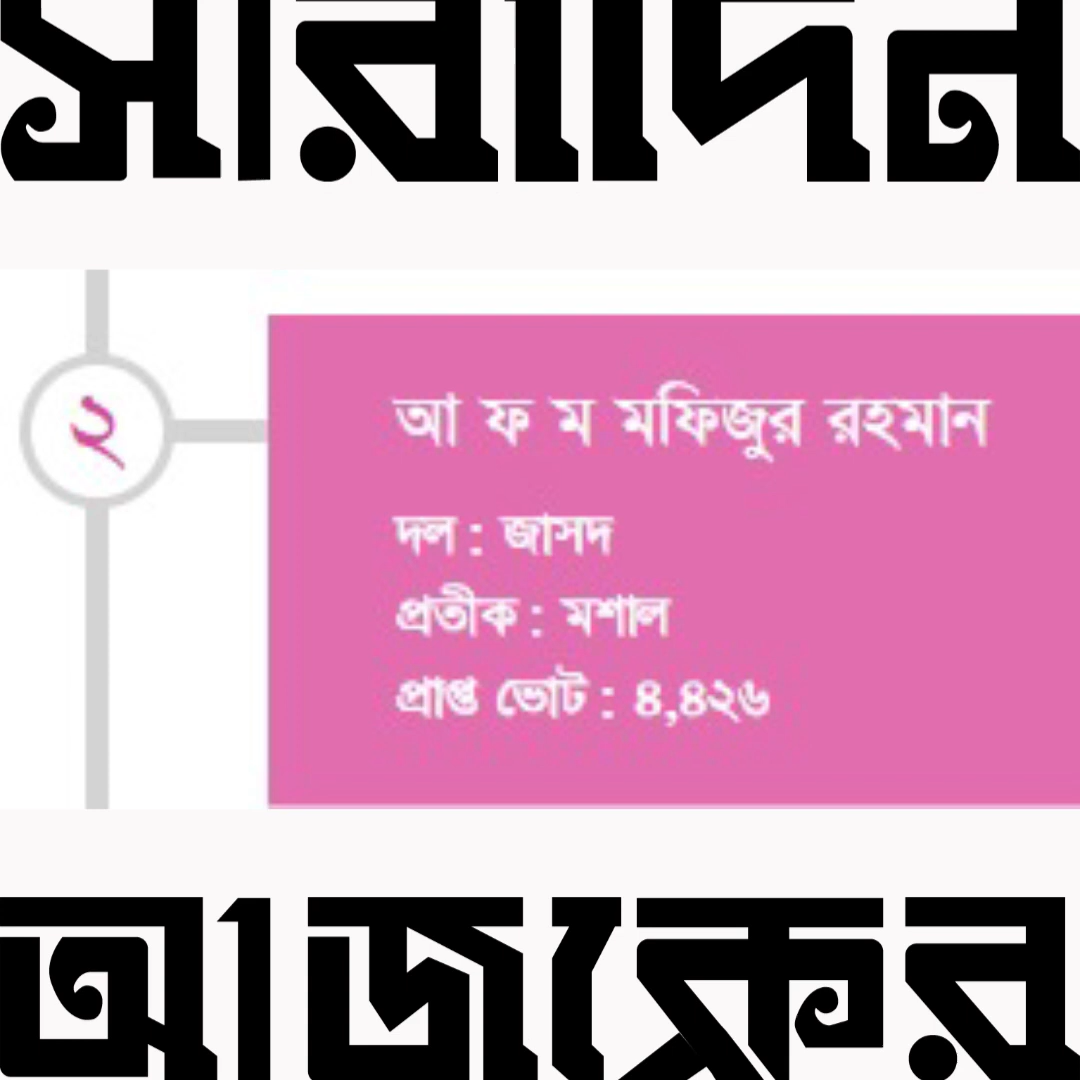 সারাদিন
২
আ ফ ম মফিজুর রহমান
দল : জাসদ
প্রতীক : মশাল
প্রাপ্ত ভোট : ৪,৪২৬
আজকের